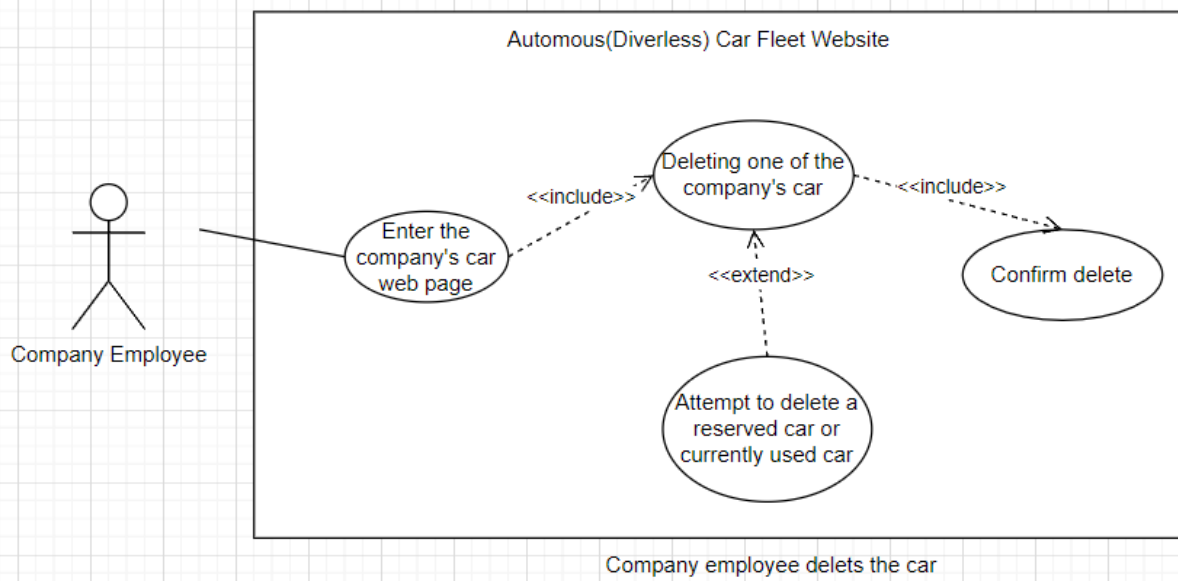 Automous(Diverless) Car Fleet Website
Deleting one of the
company's car
<<include>>
<<include>>
Enter the
company's car
web page
<<extend>>
Confirm delete
Company Employee
Attempt to delete a
reserved car or
currently used car
Company employee delets the car